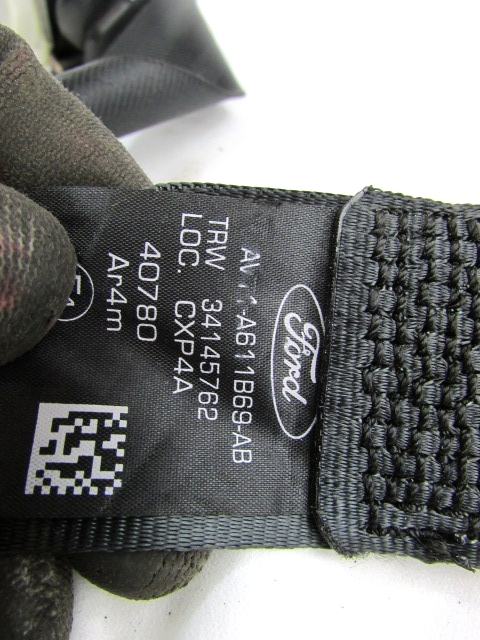 Ford
A611B69-AB
TRW 34145762
LOC. CXP4A
40780
Ar4m